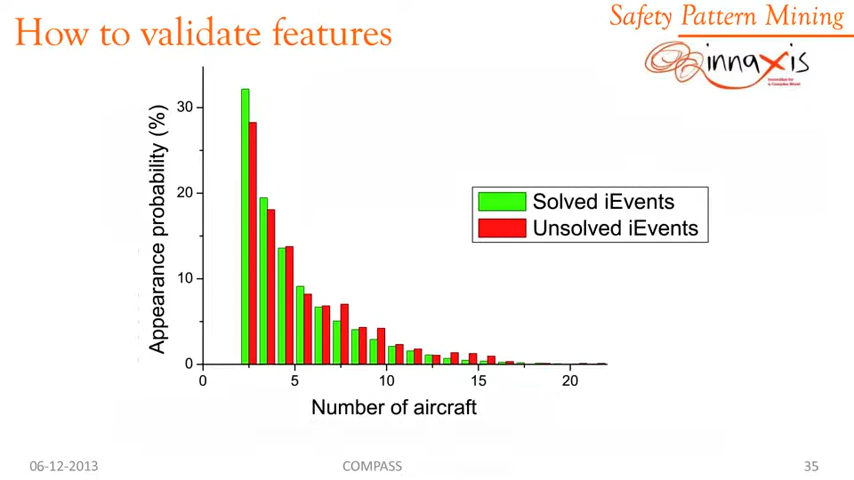 How to validate features
Safety Pattern Mining
innaxis
Appearance probability (%)
30
20
10
0
Solved iEvents
Unsolved iEvents
0 5 10 15 20
Number of aircraft
06-12-2013 COMPASS 35